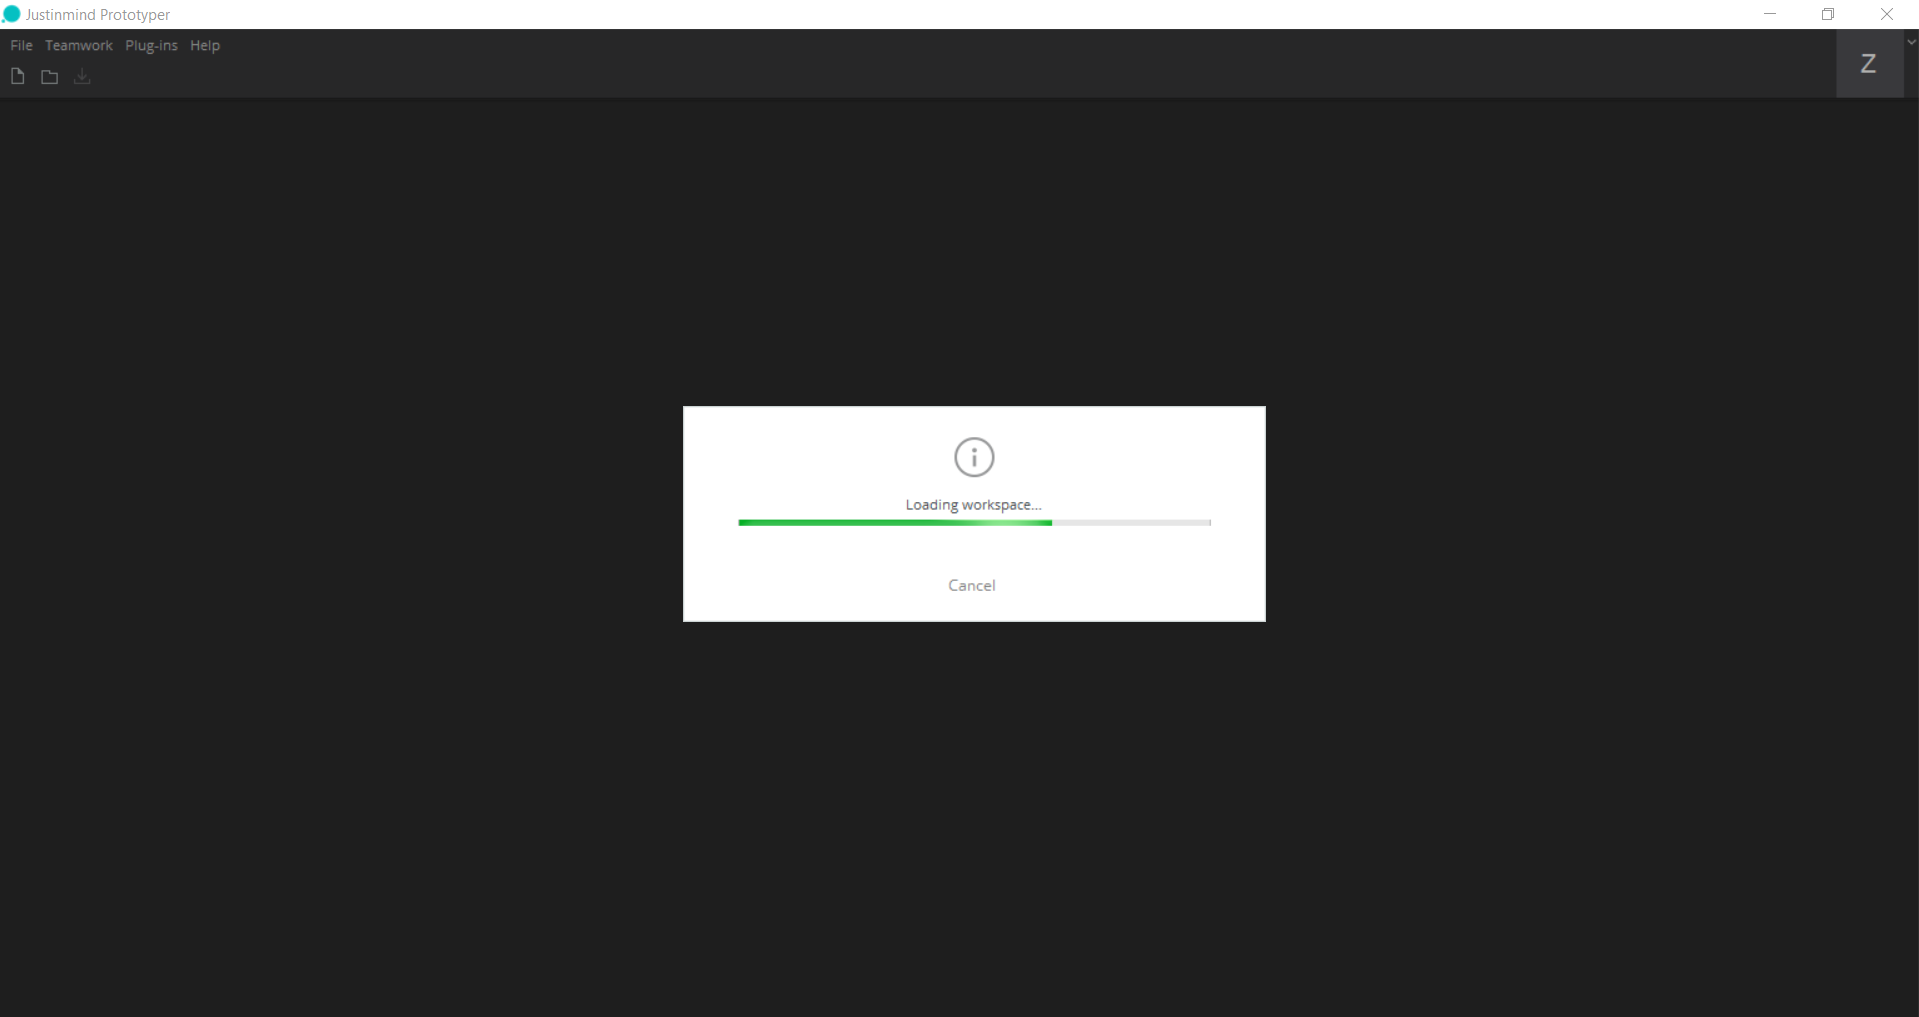 Justinmind Prototyper
File Teamwork Plug-ins Help
Z
Loading workspace...
Cancel